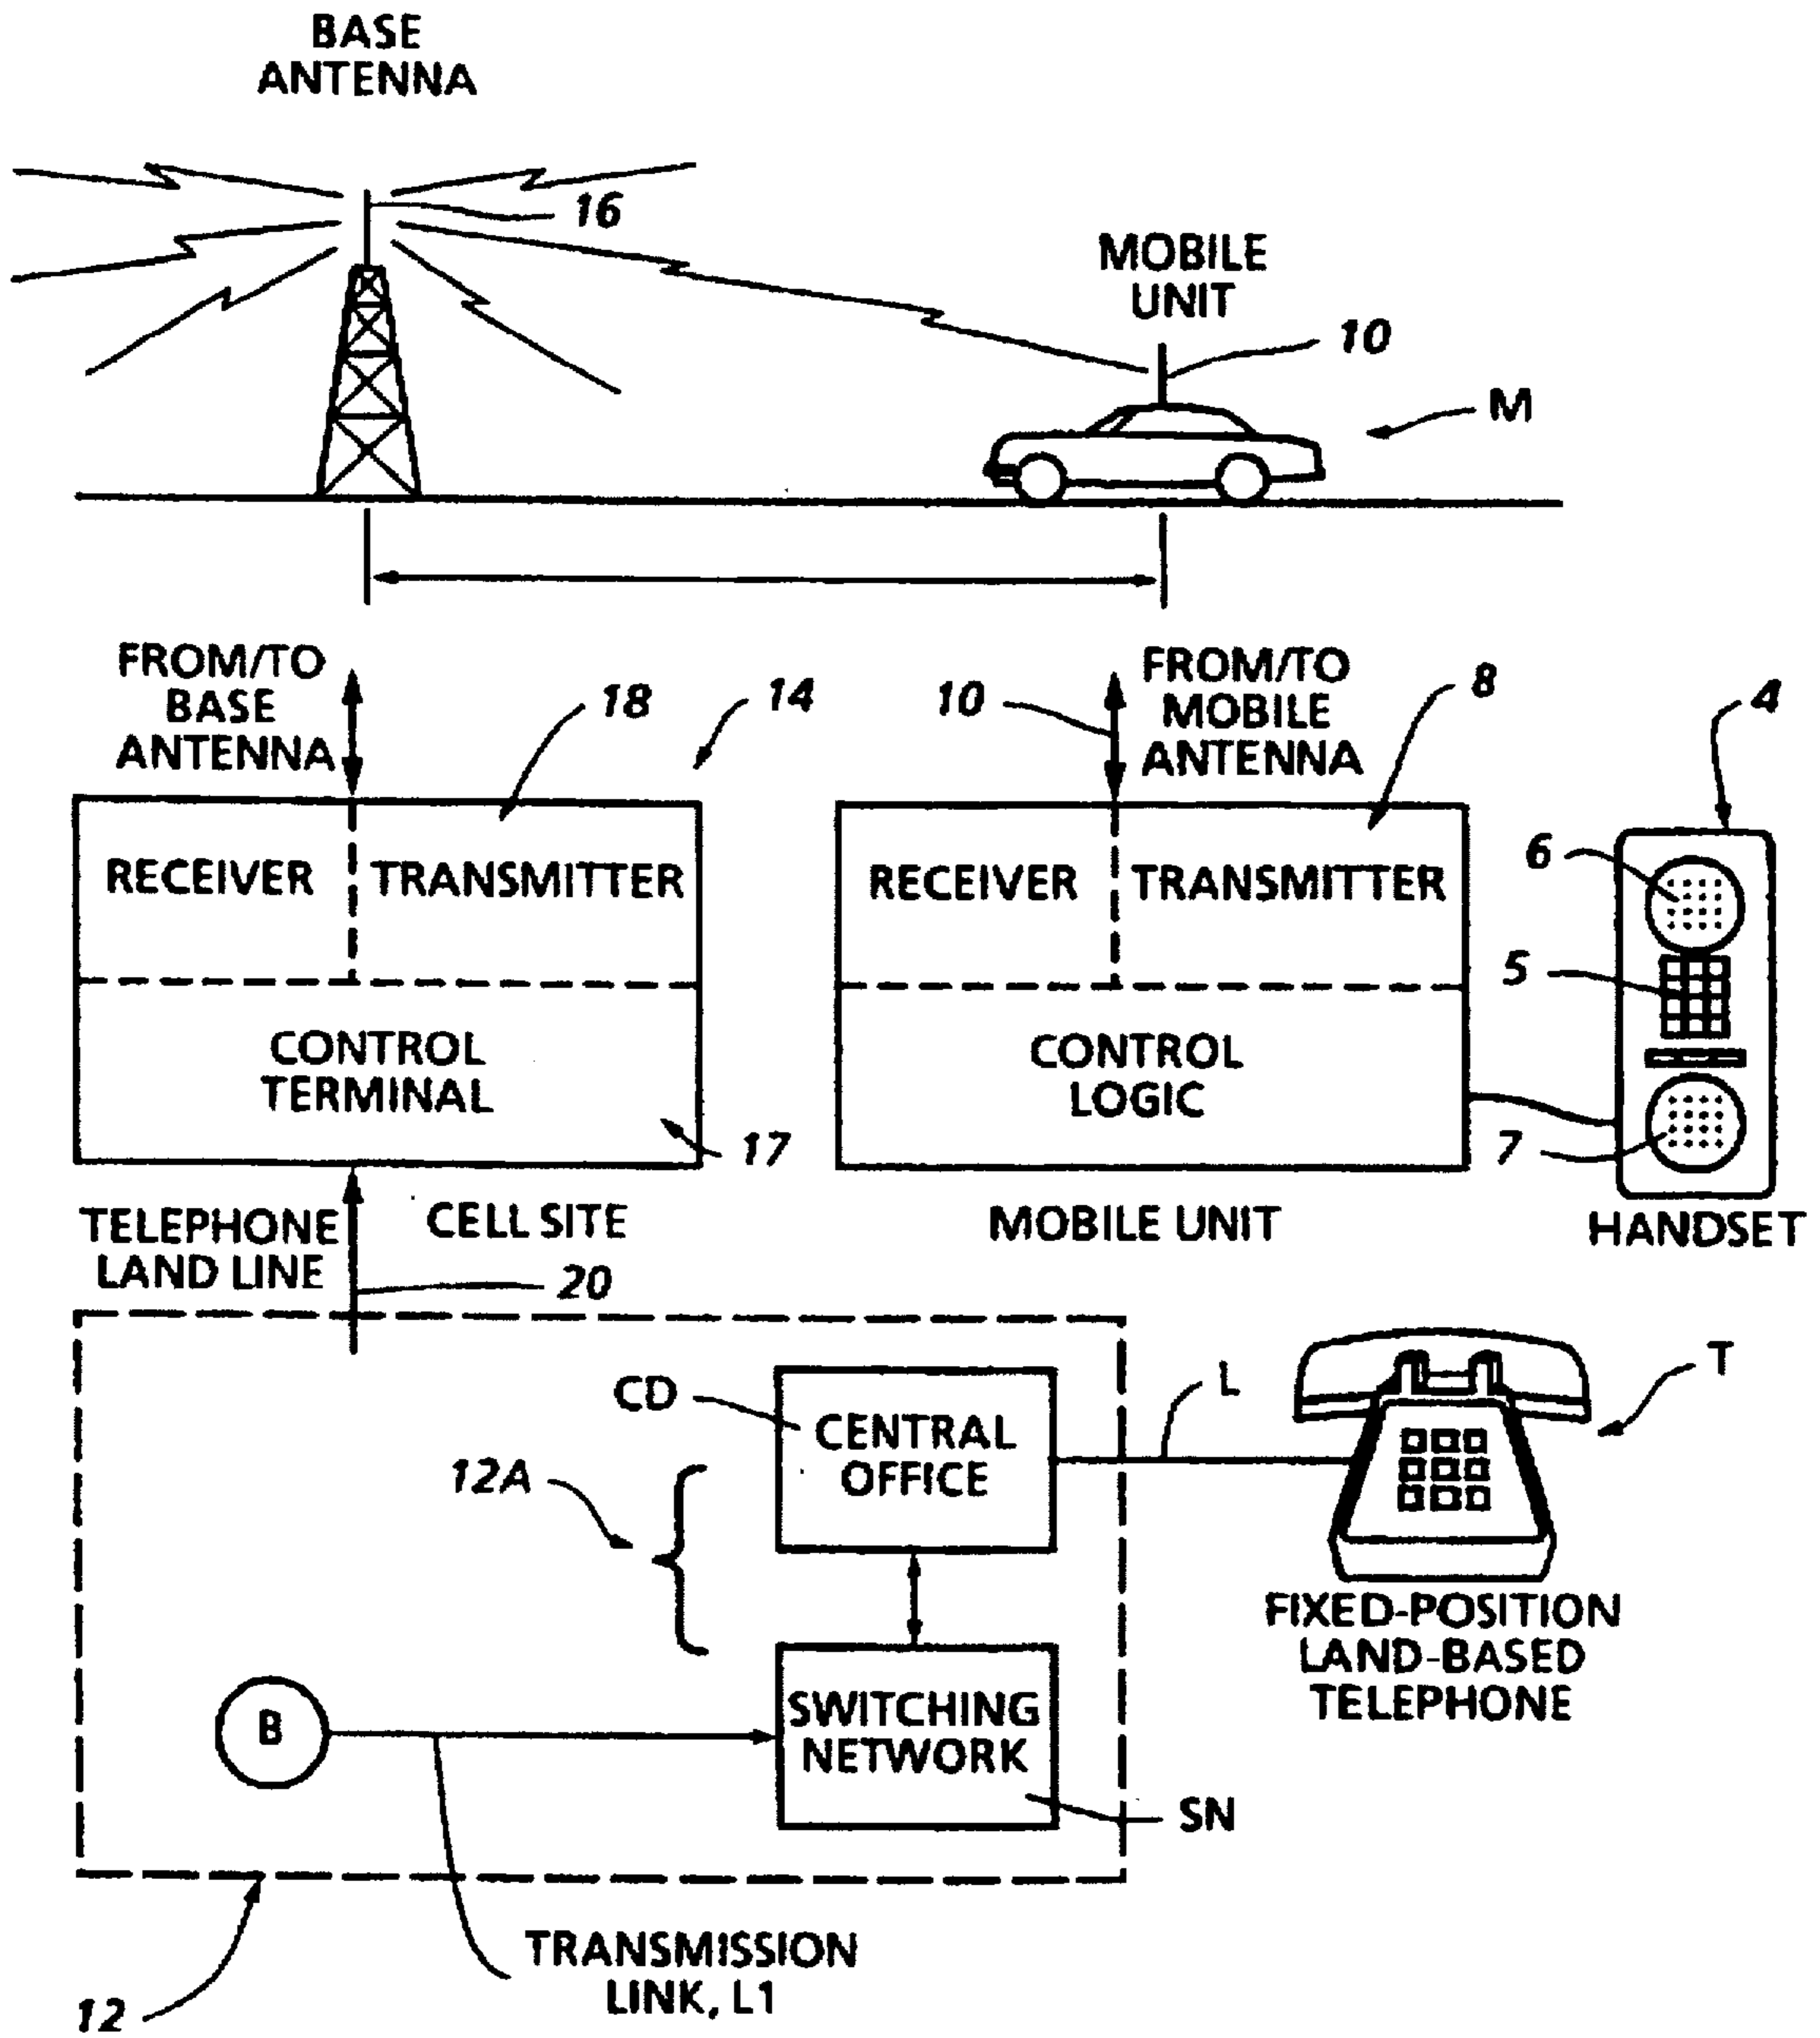 BASE
ANTENNA
16
MOBILE
UNIT
10
M
FROM/TO
BASE
ANTENNA
18
14
10
FROM/TO
MOBILE
ANTENNA
8
4
RECEIVER
TRANSMITTER
CONTROL
TERMINAL
17
RECEIVER
TRANSMITTER
CONTROL
LOGIC
6
5
7
TELEPHONE
LAND LINE
CELL SITE
20
MOBILE UNIT
HANDSET
CD
CENTRAL
OFFICE
L
T
12A
FIXED-POSITION
LAND-BASED
TELEPHONE
B
SWITCHING
NETWORK
SN
TRANSMISSION
LINK, L1
12